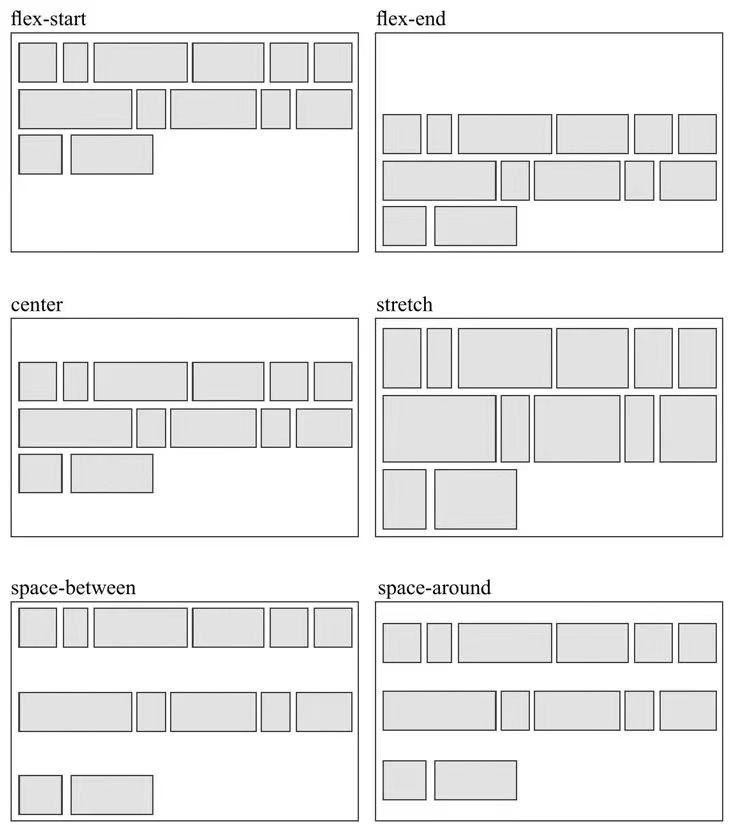 flex-start
flex-end
center
stretch
space-between
space-around